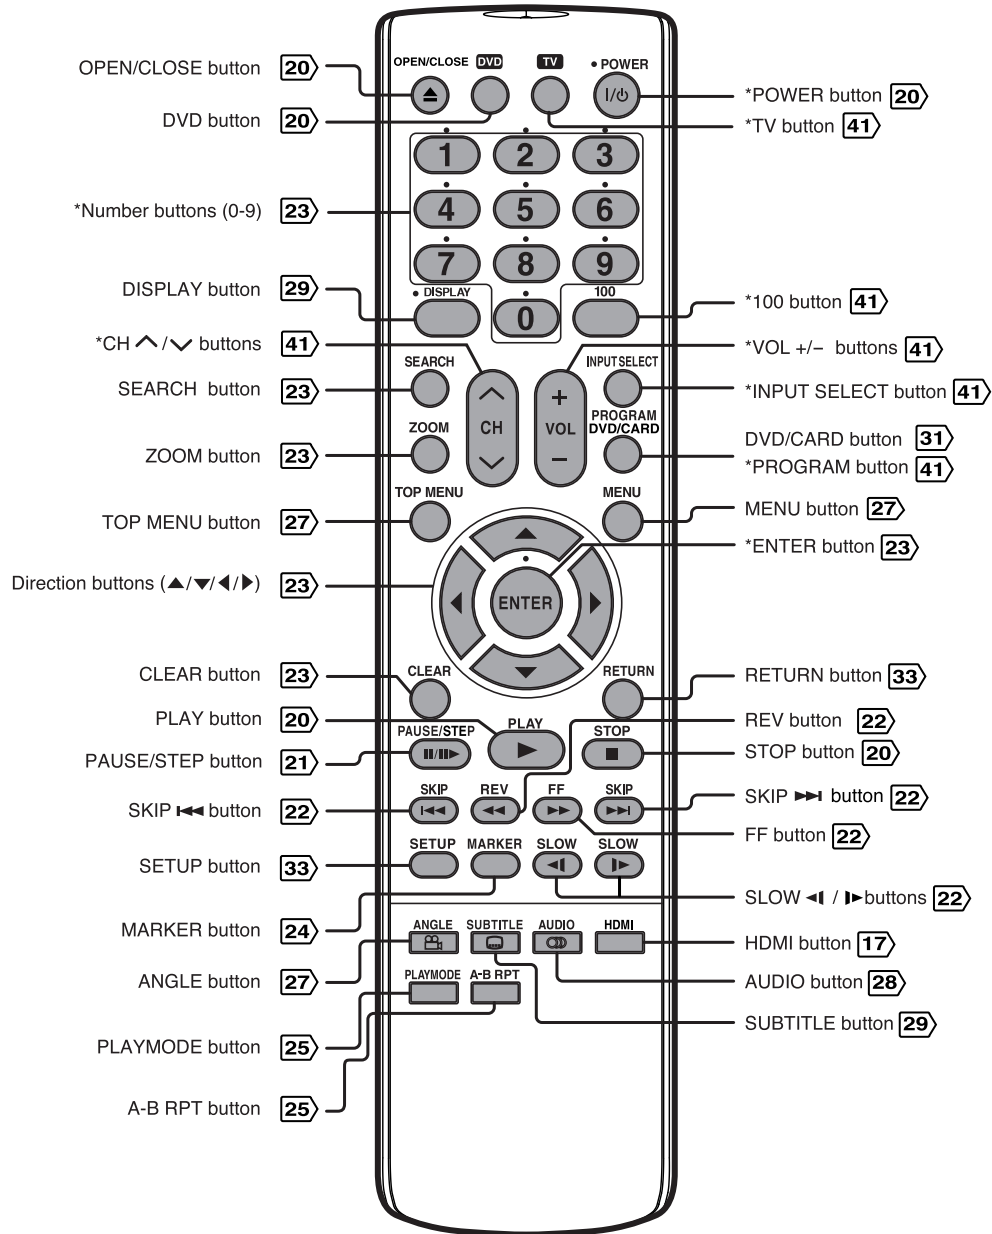 OPEN/CLOSE button 20
DVD button 20
*Number buttons (0-9) 23
DISPLAY button 29
*CH ∧ / ∨ buttons 41
SEARCH button 23
ZOOM button 23
TOP MENU button 27
Direction buttons (▲/▼/◀/▶) 23
CLEAR button 23
PLAY button 20
PAUSE/STEP button 21
SKIP I◀◀ button 22
SETUP button 33
MARKER button 24
ANGLE button 27
PLAYMODE button 25
A-B RPT button 25
OPEN/CLOSE DVD TV • POWER
I/⏻
1 2 3
4 5 6
7 8 9
• DISPLAY 0 100
SEARCH INPUT SELECT
∧ +
ZOOM CH VOL PROGRAM
DVD/CARD
∨ −
TOP MENU MENU
ENTER
CLEAR RETURN
PAUSE/STEP PLAY STOP
SKIP REV FF SKIP
SETUP MARKER SLOW SLOW
ANGLE SUBTITLE AUDIO HDMI
PLAYMODE A-B RPT
*POWER button 20
*TV button 41
*100 button 41
*VOL +/− buttons 41
*INPUT SELECT button 41
DVD/CARD button 31
*PROGRAM button 41
MENU button 27
*ENTER button 23
RETURN button 33
REV button 22
STOP button 20
SKIP ▶▶I button 22
FF button 22
SLOW ◀I / I▶ buttons 22
HDMI button 17
AUDIO button 28
SUBTITLE button 29